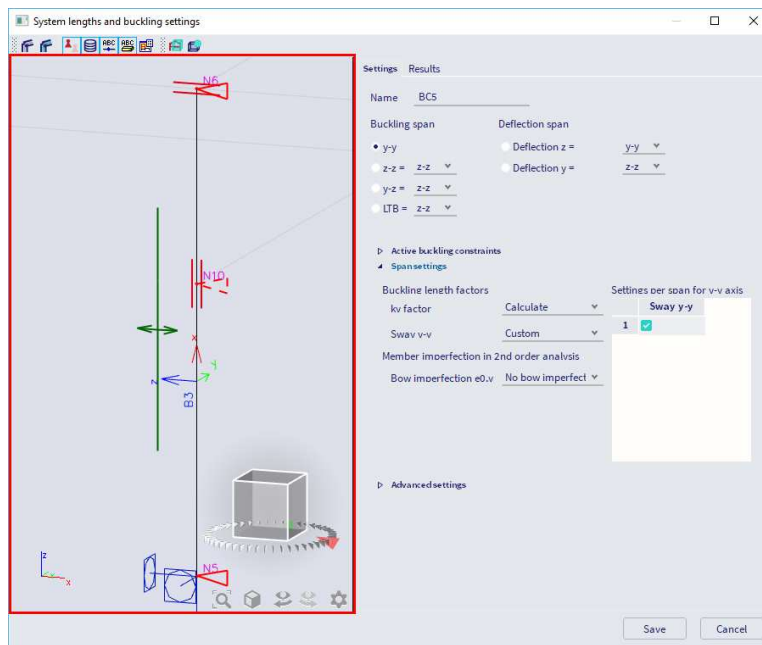 System lengths and buckling settings
ABC
ABC
Settings Results
Name BC5
Buckling span Deflection span
y-y Deflection z = y-y
z-z = z-z Deflection y = z-z
y-z = z-z
LTB = z-z
Active buckling constraints
Span settings
Buckling length factors Settings per span for y-y axis
ky factor Calculate
Sway y-y
Sway y-y Custom
1
Member imperfection in 2nd order analysis
Bow imperfection e0,y No bow imperfect
Advanced settings
N6
N10
x
y
z
B3
N5
z
y
x
Save Cancel